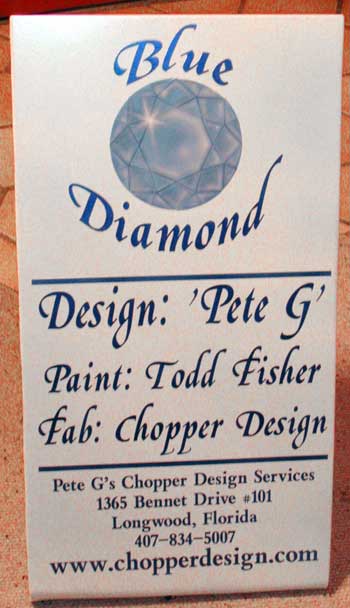 Blue
Diamond
Design: 'Pete G'
Paint: Todd Fisher
Fab: Chopper Design
Pete G's Chopper Design Services
1365 Bennet Drive #101
Longwood, Florida
407-834-5007
www.chopperdesign.com